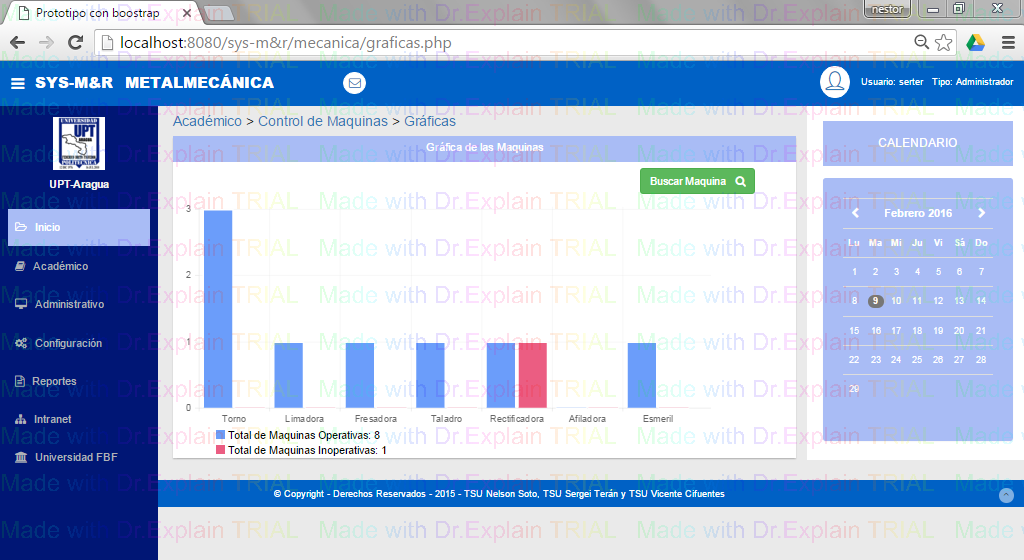 Prototipo con boostrap
nestor
localhost:8080/sys-m&r/mecanica/graficas.php
SYS-M&R METALMECÁNICA
Usuario: serter Tipo: Administrador
UNIVERSIDAD
UPT
ARAGUA
POLITECNICA
UPT-Aragua
Inicio
Académico
Administrativo
Configuración
Reportes
Intranet
Universidad FBF
Académico > Control de Maquinas > Gráficas
Gráfica de las Maquinas
Buscar Maquina
3
2
1
0
Torno Limadora Fresadora Taladro Rectificadora Afiladora Esmeril
Total de Maquinas Operativas: 8
Total de Maquinas Inoperativas: 1
CALENDARIO
Febrero 2016
Lu Ma Mi Ju Vi Sá Do
1 2 3 4 5 6 7
8 9 10 11 12 13 14
15 16 17 18 19 20 21
22 23 24 25 26 27 28
29
© Copyright - Derechos Reservados - 2015 - TSU Nelson Soto, TSU Sergei Terán y TSU Vicente Cifuentes
Made with Dr.Explain TRIAL